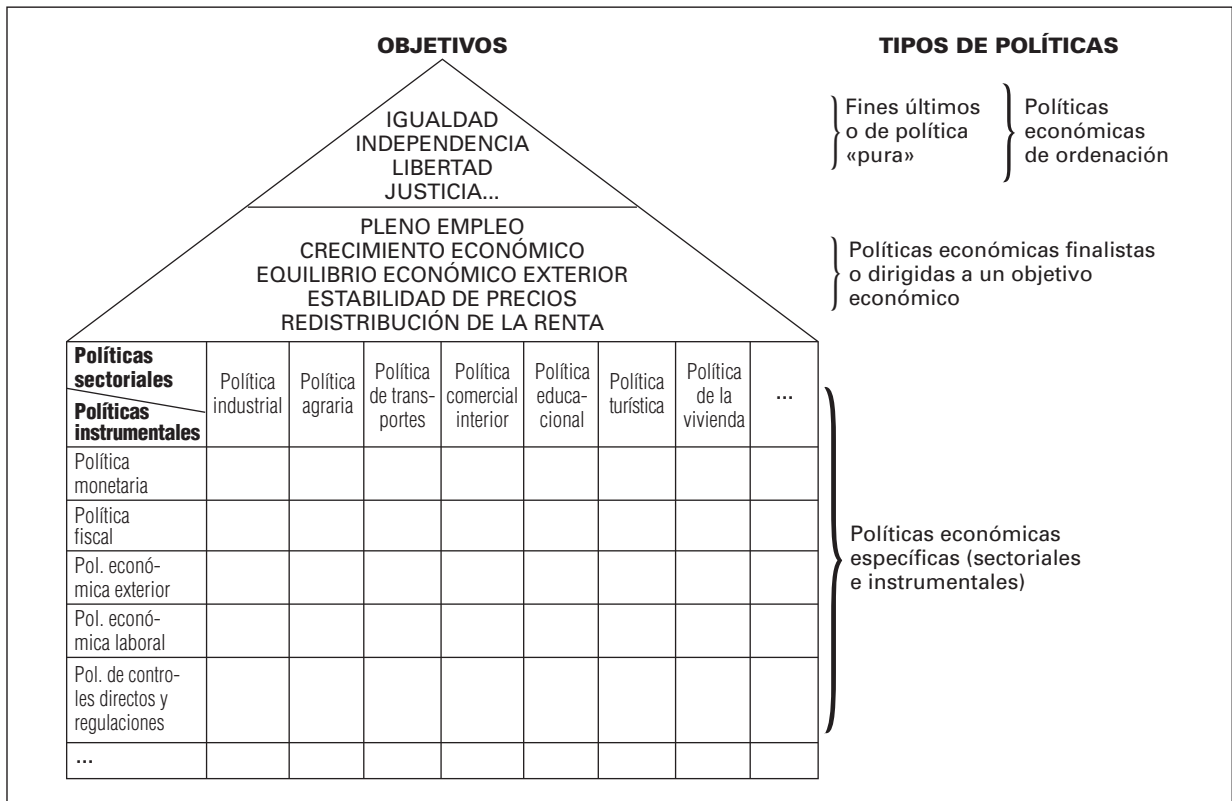 OBJETIVOS
TIPOS DE POLÍTICAS
IGUALDAD
INDEPENDENCIA
LIBERTAD
JUSTICIA...
Fines últimos
o de política
«pura»
Políticas
económicas
de ordenación
PLENO EMPLEO
CRECIMIENTO ECONÓMICO
EQUILIBRIO ECONÓMICO EXTERIOR
ESTABILIDAD DE PRECIOS
REDISTRIBUCIÓN DE LA RENTA
Políticas económicas finalistas
o dirigidas a un objetivo
económico
Políticas
sectoriales
Políticas
instrumentales
Política
industrial
Política
agraria
Política
de trans-
portes
Política
comercial
interior
Política
educa-
cional
Política
turística
Política
de la
vivienda
...
Política
monetaria
Política
fiscal
Pol. econó-
mica exterior
Pol. econó-
mica laboral
Pol. de contro-
les directos y
regulaciones
...
Políticas económicas
específicas (sectoriales
e instrumentales)